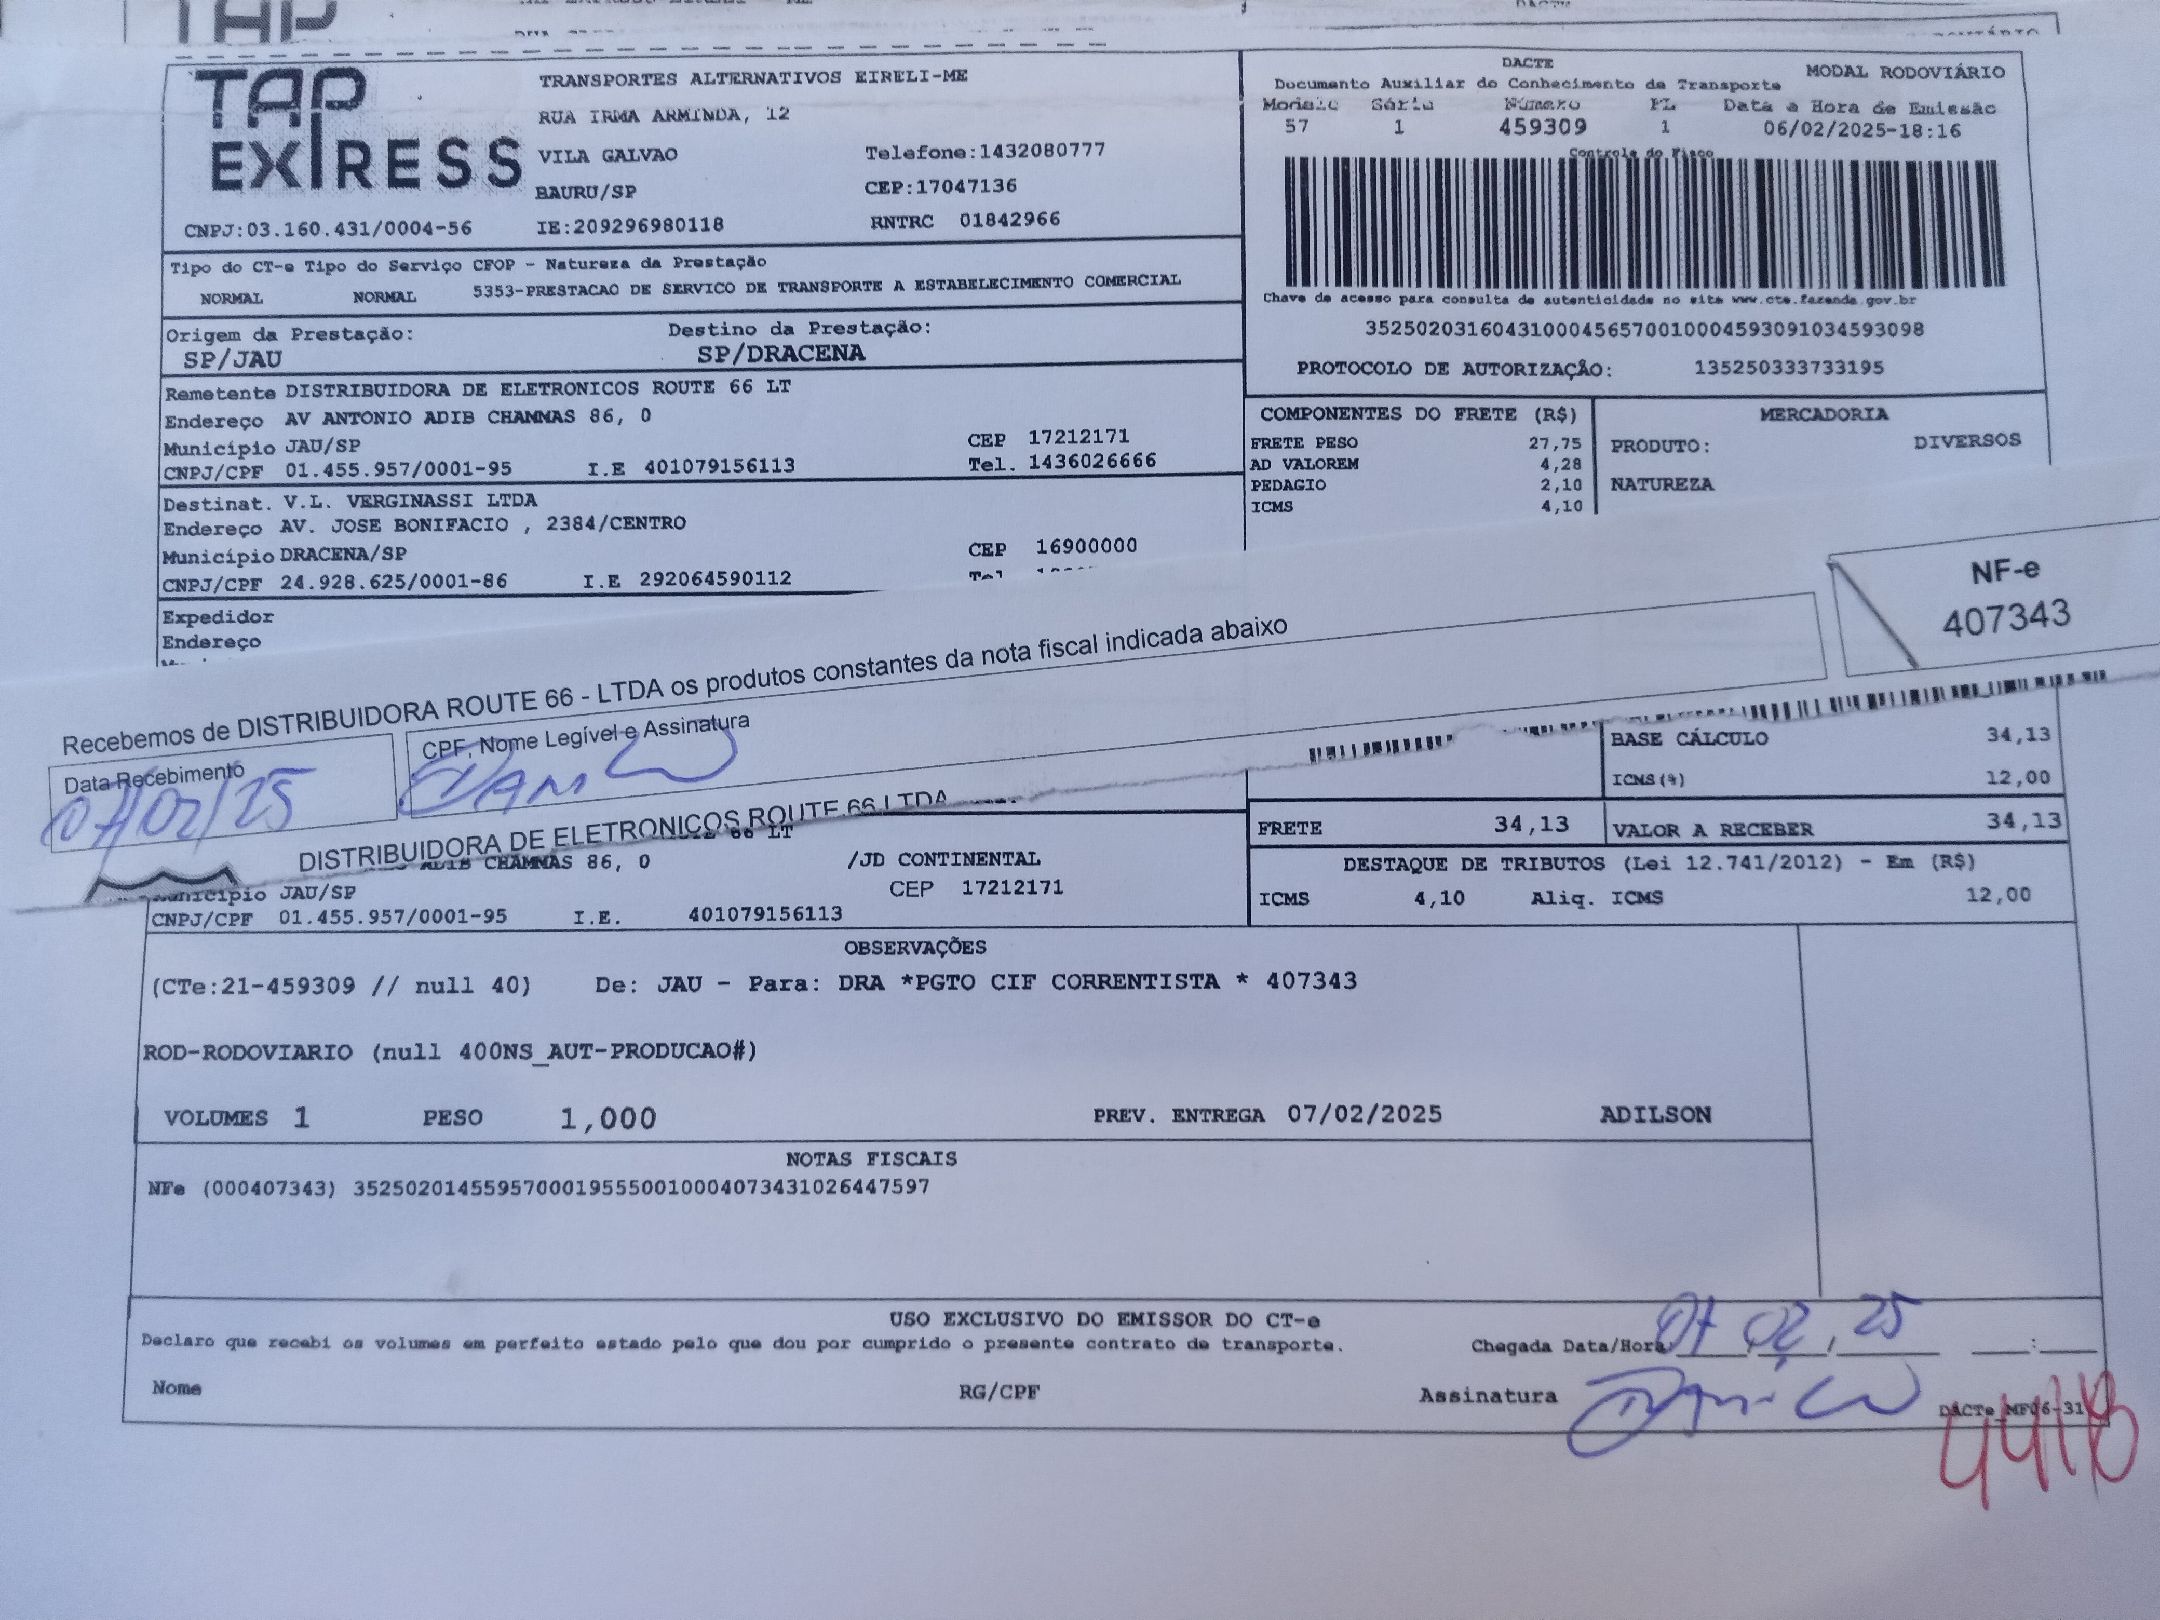 TAP
EXPRESS
TRANSPORTES ALTERNATIVOS EIRELI-ME
RUA IRMA ARMINDA, 12
VILA GALVAO Telefone:1432080777
BAURU/SP CEP:17047136
CNPJ:03.160.431/0004-56 IE:209296980118 RNTRC 01842966
DACTE
Documento Auxiliar do Conhecimento de Transporte MODAL RODOVIÁRIO
Modelo Série Número FL Data e Hora de Emissão
57 1 459309 1 06/02/2025-18:16
Controle do Fisco
Chave de acesso para consulta de autenticidade no site www.cte.fazenda.gov.br
35250203160431000456570010004593091034593098
PROTOCOLO DE AUTORIZAÇÃO: 135250333733195
Tipo do CT-e Tipo do Serviço CFOP - Natureza da Prestação
NORMAL NORMAL 5353-PRESTACAO DE SERVICO DE TRANSPORTE A ESTABELECIMENTO COMERCIAL
Origem da Prestação: Destino da Prestação:
SP/JAU SP/DRACENA
Remetente DISTRIBUIDORA DE ELETRONICOS ROUTE 66 LT
Endereço AV ANTONIO ADIB CHAMMAS 86, 0
Município JAU/SP CEP 17212171
CNPJ/CPF 01.455.957/0001-95 I.E 401079156113 Tel. 1436026666
Destinat. V.L. VERGINASSI LTDA
Endereço AV. JOSE BONIFACIO , 2384/CENTRO
Município DRACENA/SP CEP 16900000
CNPJ/CPF 24.928.625/0001-86 I.E 292064590112 Tel
Expedidor
Endereço
COMPONENTES DO FRETE (R$) MERCADORIA
FRETE PESO 27,75 PRODUTO: DIVERSOS
AD VALOREM 4,28
PEDAGIO 2,10 NATUREZA
ICMS 4,10
NF-e
407343
Recebemos de DISTRIBUIDORA ROUTE 66 - LTDA os produtos constantes da nota fiscal indicada abaixo
Data Recebimento CPF, Nome Legível e Assinatura
07/02/25
DISTRIBUIDORA DE ELETRONICOS ROUTE 66 LTDA
66 LT
ADIB CHAMMAS 86, 0 /JD CONTINENTAL
Município JAU/SP CEP 17212171
CNPJ/CPF 01.455.957/0001-95 I.E. 401079156113
BASE CÁLCULO 34,13
ICMS(%) 12,00
FRETE 34,13 VALOR A RECEBER 34,13
DESTAQUE DE TRIBUTOS (Lei 12.741/2012) - Em (R$)
ICMS 4,10 Aliq. ICMS 12,00
OBSERVAÇÕES
(CTe:21-459309 // null 40) De: JAU - Para: DRA *PGTO CIF CORRENTISTA * 407343
ROD-RODOVIARIO (null 400NS_AUT-PRODUCAO#)
VOLUMES 1 PESO 1,000 PREV. ENTREGA 07/02/2025 ADILSON
NOTAS FISCAIS
NFe (000407343) 35250201455957000195550010004073431026447597
USO EXCLUSIVO DO EMISSOR DO CT-e
Declaro que recebi os volumes em perfeito estado pelo que dou por cumprido o presente contrato de transporte. Chegada Data/Hora 07 02, 25
Nome RG/CPF Assinatura
DACTe_MF06-31